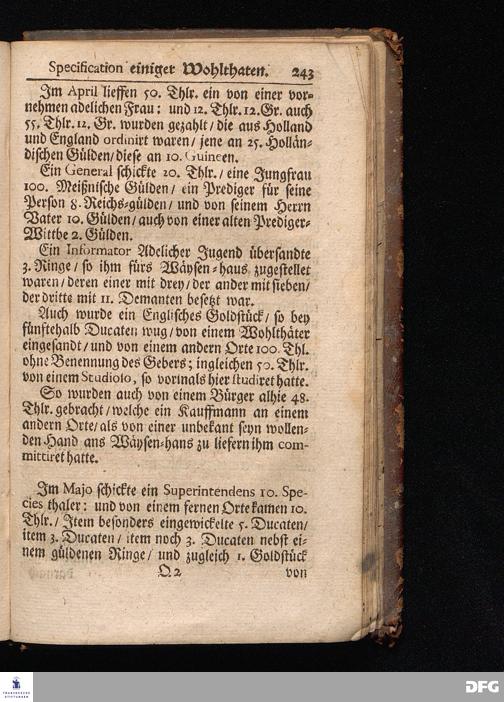 Specification einiger Wohlthaten. 243
Im April lieffen 50. Thlr. ein von einer vor-
nehmen adelichen Frau: und 12. Thlr. 12. Gr. auch
55. Thlr. 12. Gr. wurden gezahlt/ die aus Holland
und England ordinirt waren/ jene an 25. Hollän-
dischen Gülden/ diese an 10. Guineen.
Ein General schickte 20. Thlr./ eine Jungfrau
100. Meißnische Gülden/ ein Prediger für seine
Person 8. Reichs-gülden/ und von seinem Herrn
Vater 10. Gülden/ auch von einer alten Prediger-
Wittbe 2. Gülden.
Ein Informator Adelicher Jugend übersandte
3. Ringe/ so ihm fürs Wäysen-haus zugestellet
waren/ deren einer mit drey/ der ander mit sieben/
der dritte mit 11. Demanten besetzt war.
Auch wurde ein Englisches Goldstück/ so bey
fünftehalb Ducaten wug/ von einem Wohlthäter
eingesandt/ und von einem andern Orte 100. Thl.
ohne Benennung des Gebers; ingleichen 50. Thlr.
von einem Studioso, so vormals hier studiret hatte.
So wurden auch von einem Bürger alhie 48.
Thlr. gebracht/ welche ein Kauffmann an einem
andern Orte/ als von einer unbekant seyn wollen-
den Hand ans Wäysen-haus zu liefern ihm com-
mittiret hatte.
Im Majo schickte ein Superintendens 10. Spe-
cies thaler: und von einem fernen Orte kamen 10.
Thlr./ Item besonders eingewickelte 5. Ducaten/
item 3. Ducaten/ item noch 3. Ducaten nebst ei-
nem güldenen Ringe/ und zugleich 1. Goldstück
Q 2 von
FRANCKESCHE
STIFTUNGEN
DFG